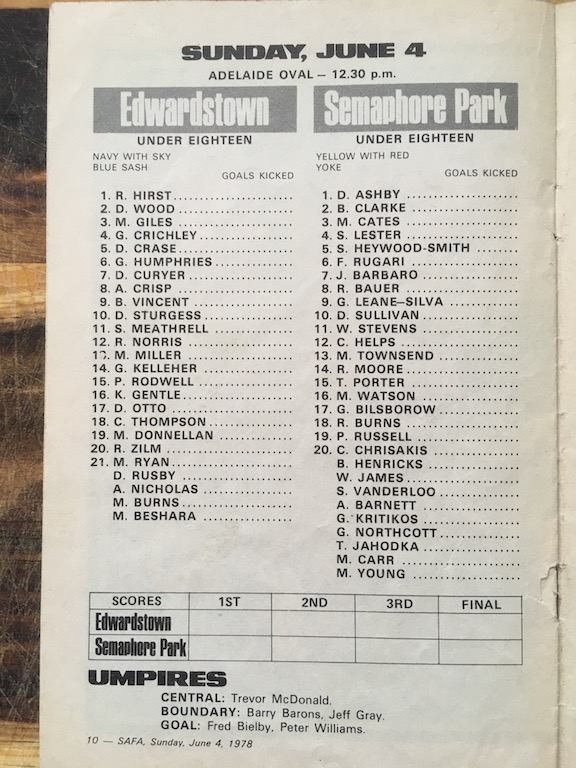 SUNDAY, JUNE 4
ADELAIDE OVAL — 12.30 p.m.
Edwardstown
UNDER EIGHTEEN
NAVY WITH SKY
BLUE SASH
GOALS KICKED
1. R. HIRST
2. D. WOOD
3. M. GILES
4. G. CRICHLEY
5. D. CRASE
6. G. HUMPHRIES
7. D. CURYER
8. A. CRISP
9. B. VINCENT
10. D. STURGESS
11. S. MEATHRELL
12. R. NORRIS
13. M. MILLER
14. G. KELLEHER
15. P. RODWELL
16. K. GENTLE
17. D. OTTO
18. C. THOMPSON
19. M. DONNELLAN
20. R. ZILM
21. M. RYAN
D. RUSBY
A. NICHOLAS
M. BURNS
M. BESHARA
Semaphore Park
UNDER EIGHTEEN
YELLOW WITH RED
YOKE
GOALS KICKED
1. D. ASHBY
2. B. CLARKE
3. M. CATES
4. S. LESTER
5. S. HEYWOOD-SMITH
6. F. RUGARI
7. J. BARBARO
8. R. BAUER
9. G. LEANE—SILVA
10. D. SULLIVAN
11. W. STEVENS
12. C. HELPS
13. M. TOWNSEND
14. R. MOORE
15. T. PORTER
16. M. WATSON
17. G. BILSBOROW
18. R. BURNS
19. P. RUSSELL
20. C. CHRISAKIS
B. HENRICKS
W. JAMES
S. VANDERLOO
A. BARNETT
G. KRITIKOS
G. NORTHCOTT
T. JAHODKA
M. CARR
M. YOUNG
SCORES 1ST 2ND 3RD FINAL
Edwardstown
Semaphore Park
UMPIRES
CENTRAL: Trevor McDonald.
BOUNDARY: Barry Barons, Jeff Gray.
GOAL: Fred Bielby, Peter Williams.
10 — SAFA, Sunday, June 4, 1978